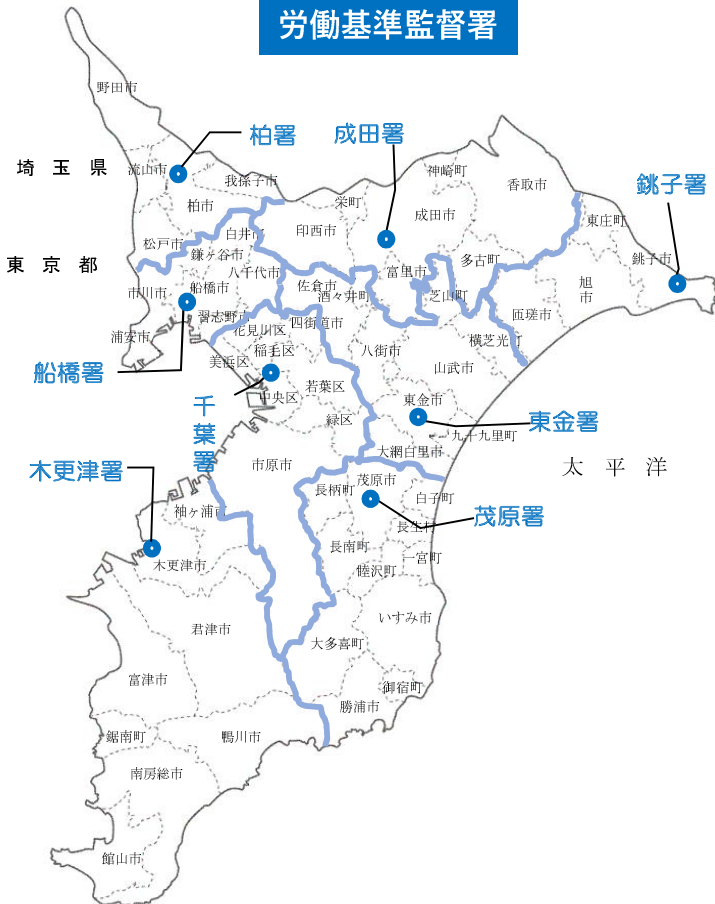 労働基準監督署
野田市
柏署
成田署
埼玉県
流山市
我孫子市
神崎町
香取市
銚子署
柏市
栄町
成田市
東庄町
松戸市
白井市
印西市
東京都
鎌ヶ谷市
多古町
銚子市
八千代市
富里市
佐倉市
酒々井町
芝山町
旭市
市川市
船橋市
匝瑳市
習志野市
四街道市
浦安市
花見川区
横芝光町
稲毛区
八街市
美浜区
山武市
船橋署
若葉区
中央区
東金市
千葉署
緑区
東金署
九十九里町
大網白里市
市原市
太平洋
木更津署
茂原市
長柄町
白子町
袖ヶ浦市
茂原署
長生村
長南町
一宮町
木更津市
睦沢町
いすみ市
君津市
大多喜町
富津市
御宿町
勝浦市
鋸南町
鴨川市
南房総市
館山市